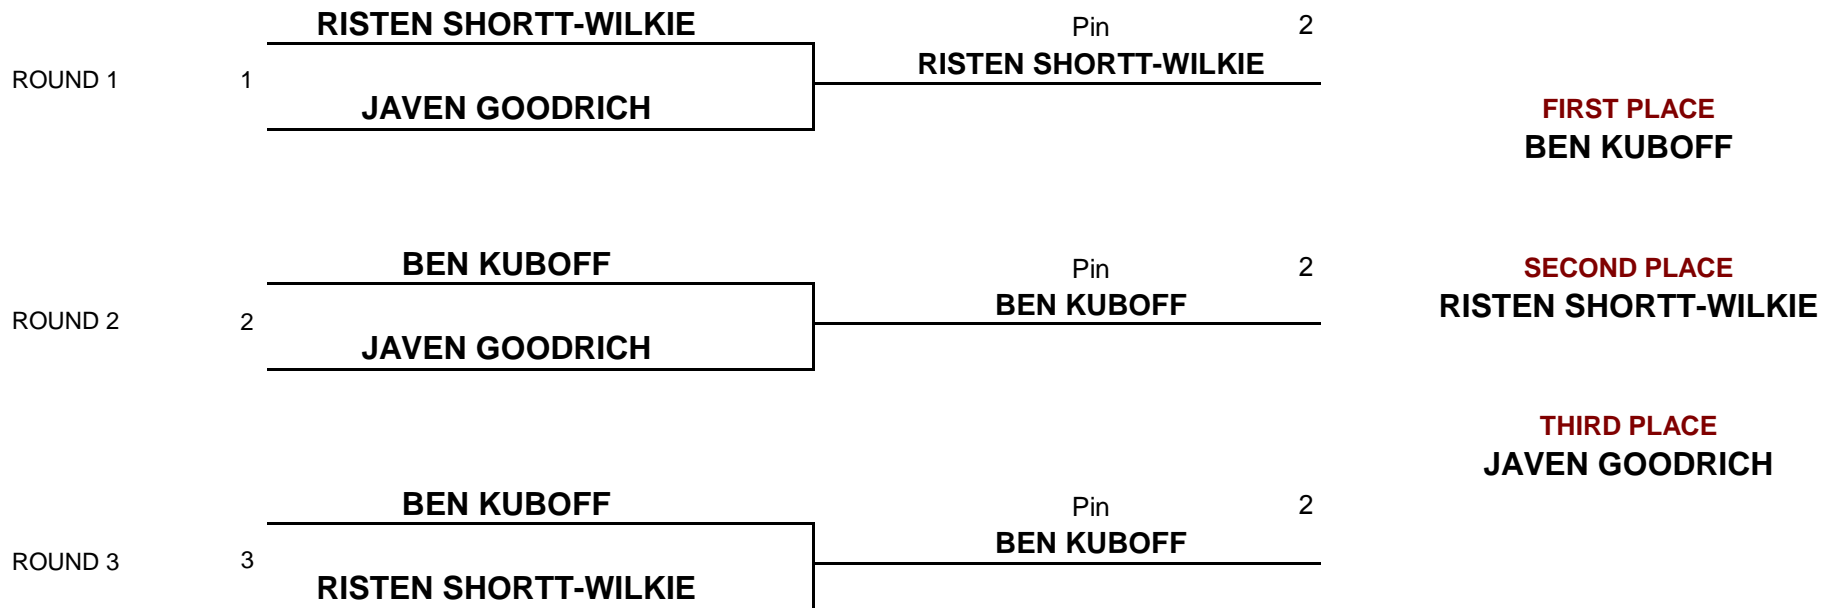 RISTEN SHORTT-WILKIE
Pin 2
ROUND 1 1
RISTEN SHORTT-WILKIE
JAVEN GOODRICH
FIRST PLACE
BEN KUBOFF
BEN KUBOFF
Pin 2
SECOND PLACE
ROUND 2 2
BEN KUBOFF
RISTEN SHORTT-WILKIE
JAVEN GOODRICH
THIRD PLACE
JAVEN GOODRICH
BEN KUBOFF
Pin 2
ROUND 3 3
BEN KUBOFF
RISTEN SHORTT-WILKIE